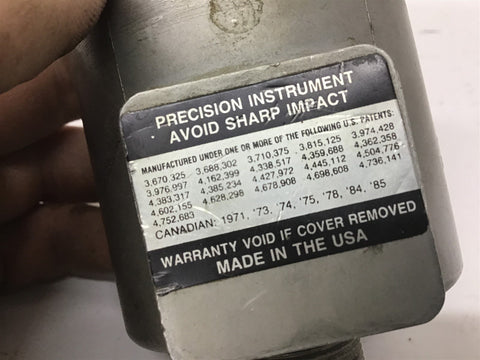 PRECISION INSTRUMENT
AVOID SHARP IMPACT
MANUFACTURED UNDER ONE OR MORE OF THE FOLLOWING U.S. PATENTS:
3,670,325 3,686,302 3,710,375 3,815,125 3,974,428
3,976,997 4,162,399 4,338,517 4,359,688 4,362,358
4,383,317 4,385,234 4,427,972 4,445,112 4,504,776
4,602,155 4,628,298 4,678,908 4,698,608 4,736,141
4,752,683
CANADIAN: 1971, '73, '74, '75, '78, '84, '85
WARRANTY VOID IF COVER REMOVED
MADE IN THE USA